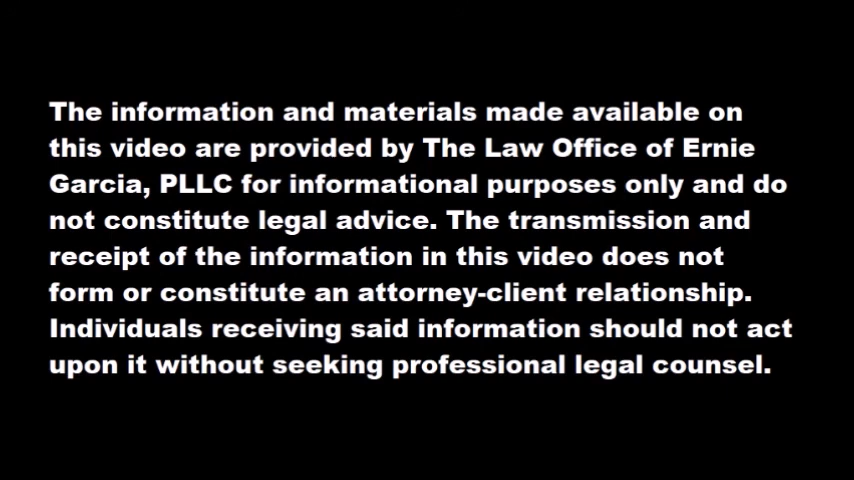 The information and materials made available on
this video are provided by The Law Office of Ernie
Garcia, PLLC for informational purposes only and do
not constitute legal advice. The transmission and
receipt of the information in this video does not
form or constitute an attorney-client relationship.
Individuals receiving said information should not act
upon it without seeking professional legal counsel.